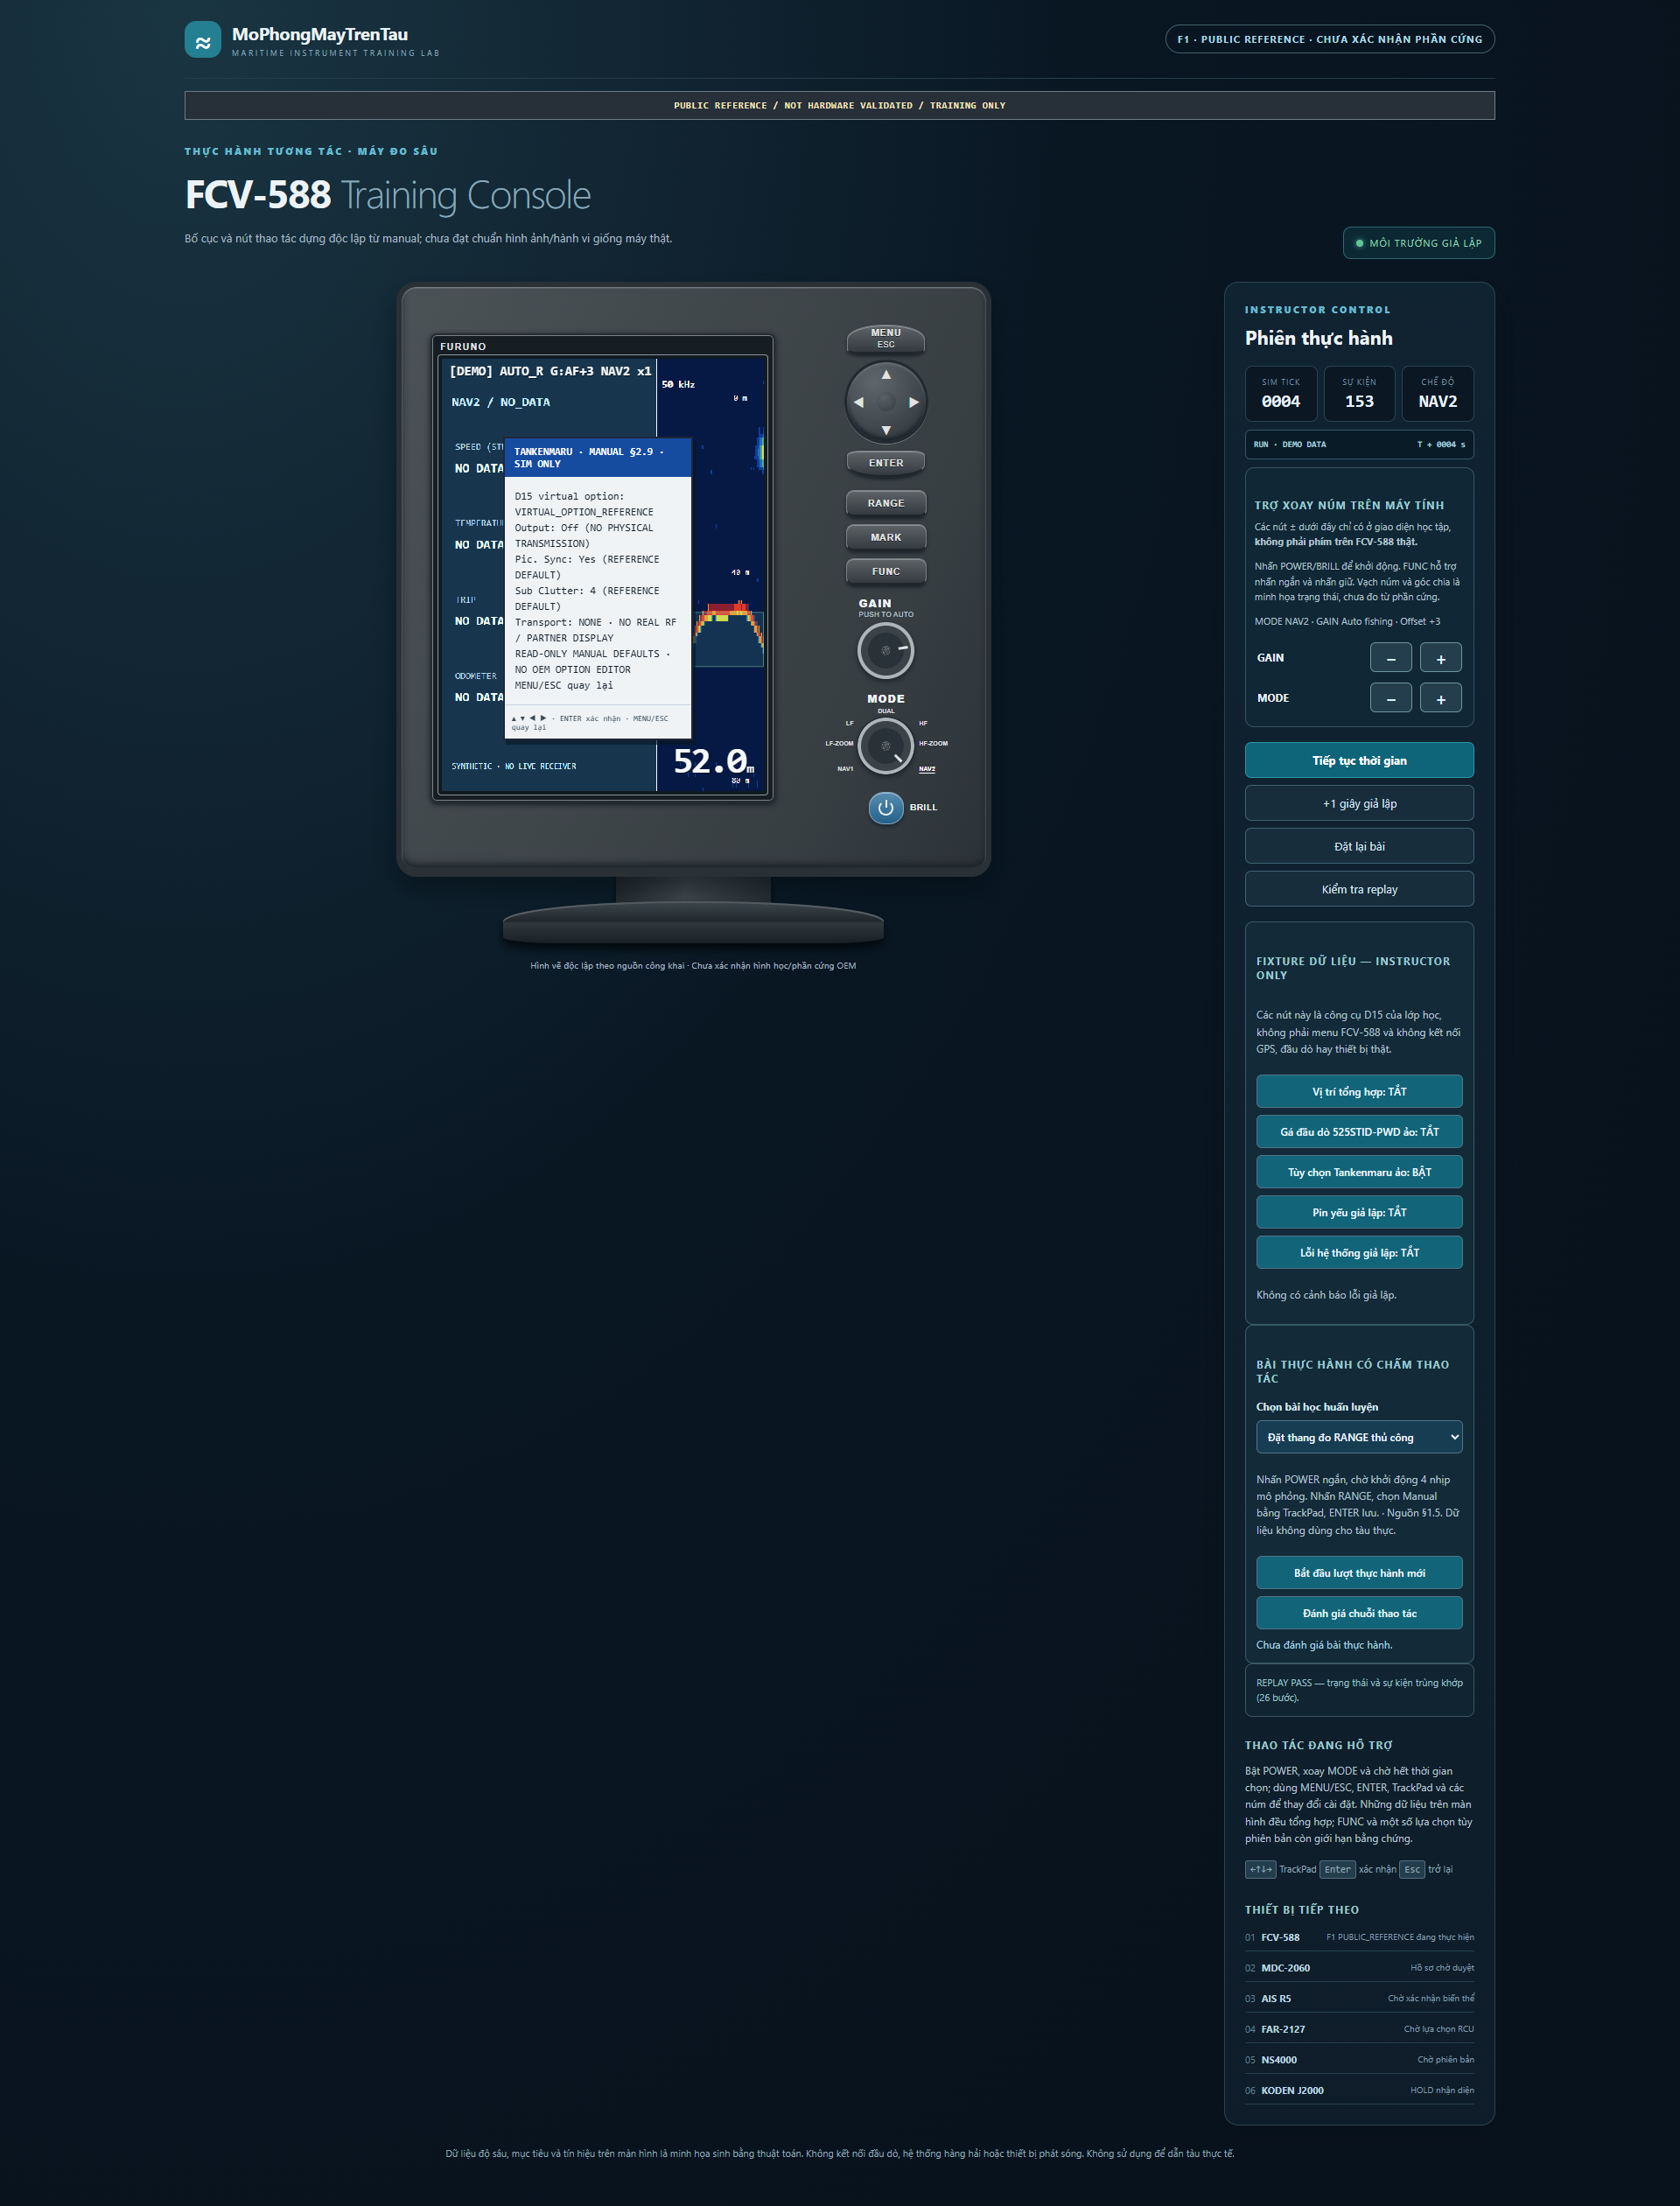 MoPhongMayTrenTau
MARITIME INSTRUMENT TRAINING LAB
F1 · PUBLIC REFERENCE · CHƯA XÁC NHẬN PHẦN CỨNG
PUBLIC REFERENCE / NOT HARDWARE VALIDATED / TRAINING ONLY
THỰC HÀNH TƯƠNG TÁC · MÁY ĐO SÂU
FCV-588 Training Console
Bố cục và nút thao tác dựng độc lập từ manual; chưa đạt chuẩn hình ảnh/hành vi giống máy thật.
MÔI TRƯỜNG GIẢ LẬP
FURUNO
[DEMO] AUTO_R G:AF+3 NAV2 x1
50 kHz
0 m
NAV2 / NO_DATA
SPEED (ST
NO DATA
TEMPERATU
NO DATA
TRIP
NO DATA
ODOMETER
NO DATA
SYNTHETIC · NO LIVE RECEIVER
TANKENMARU · MANUAL §2.9 ·
SIM ONLY
D15 virtual option:
VIRTUAL_OPTION_REFERENCE
Output: Off (NO PHYSICAL
TRANSMISSION)
Pic. Sync: Yes (REFERENCE
DEFAULT)
Sub Clutter: 4 (REFERENCE
DEFAULT)
Transport: NONE · NO REAL RF
/ PARTNER DISPLAY
READ-ONLY MANUAL DEFAULTS ·
NO OEM OPTION EDITOR
MENU/ESC quay lại
▲ ▼ ◀ ▶ · ENTER xác nhận · MENU/ESC
quay lại
40 m
52.0m
80 m
MENU
ESC
▲
◀ ▶
▼
ENTER
RANGE
MARK
FUNC
GAIN
PUSH TO AUTO
MODE
DUAL
LF
HF
LF-ZOOM
HF-ZOOM
NAV1
NAV2
BRILL
Hình vẽ độc lập theo nguồn công khai · Chưa xác nhận hình học/phần cứng OEM
INSTRUCTOR CONTROL
Phiên thực hành
SIM TICK
0004
SỰ KIỆN
153
CHẾ ĐỘ
NAV2
RUN · DEMO DATA
T + 0004 s
TRỢ XOAY NÚM TRÊN MÁY TÍNH
Các nút ± dưới đây chỉ có ở giao diện học tập,
không phải phím trên FCV-588 thật.
Nhấn POWER/BRILL để khởi động. FUNC hỗ trợ
nhấn ngắn và nhấn giữ. Vạch núm và góc chia là
minh họa trạng thái, chưa đo từ phần cứng.
MODE NAV2 · GAIN Auto fishing · Offset +3
GAIN
−
+
MODE
−
+
Tiếp tục thời gian
+1 giây giả lập
Đặt lại bài
Kiểm tra replay
FIXTURE DỮ LIỆU — INSTRUCTOR
ONLY
Các nút này là công cụ D15 của lớp học,
không phải menu FCV-588 và không kết nối
GPS, đầu dò hay thiết bị thật.
Vị trí tổng hợp: TẮT
Gá đầu dò 525STID-PWD ảo: TẮT
Tùy chọn Tankenmaru ảo: BẬT
Pin yếu giả lập: TẮT
Lỗi hệ thống giả lập: TẮT
Không có cảnh báo lỗi giả lập.
BÀI THỰC HÀNH CÓ CHẤM THAO
TÁC
Chọn bài học huấn luyện
Đặt thang đo RANGE thủ công
Nhấn POWER ngắn, chờ khởi động 4 nhịp
mô phỏng. Nhấn RANGE, chọn Manual
bằng TrackPad, ENTER lưu. · Nguồn §1.5. Dữ
liệu không dùng cho tàu thực.
Bắt đầu lượt thực hành mới
Đánh giá chuỗi thao tác
Chưa đánh giá bài thực hành.
REPLAY PASS — trạng thái và sự kiện trùng khớp
(26 bước).
THAO TÁC ĐANG HỖ TRỢ
Bật POWER, xoay MODE và chờ hết thời gian
chọn; dùng MENU/ESC, ENTER, TrackPad và các
núm để thay đổi cài đặt. Những dữ liệu trên màn
hình đều tổng hợp; FUNC và một số lựa chọn tùy
phiên bản còn giới hạn bằng chứng.
←↑↓→ TrackPad Enter xác nhận Esc trở lại
THIẾT BỊ TIẾP THEO
01 FCV-588 F1 PUBLIC_REFERENCE đang thực hiện
02 MDC-2060 Hồ sơ chờ duyệt
03 AIS R5 Chờ xác nhận biến thể
04 FAR-2127 Chờ lựa chọn RCU
05 NS4000 Chờ phiên bản
06 KODEN J2000 HOLD nhận diện
Dữ liệu độ sâu, mục tiêu và tín hiệu trên màn hình là minh họa sinh bằng thuật toán. Không kết nối đầu dò, hệ thống hàng hải hoặc thiết bị phát sóng. Không sử dụng để dẫn tàu thực tế.